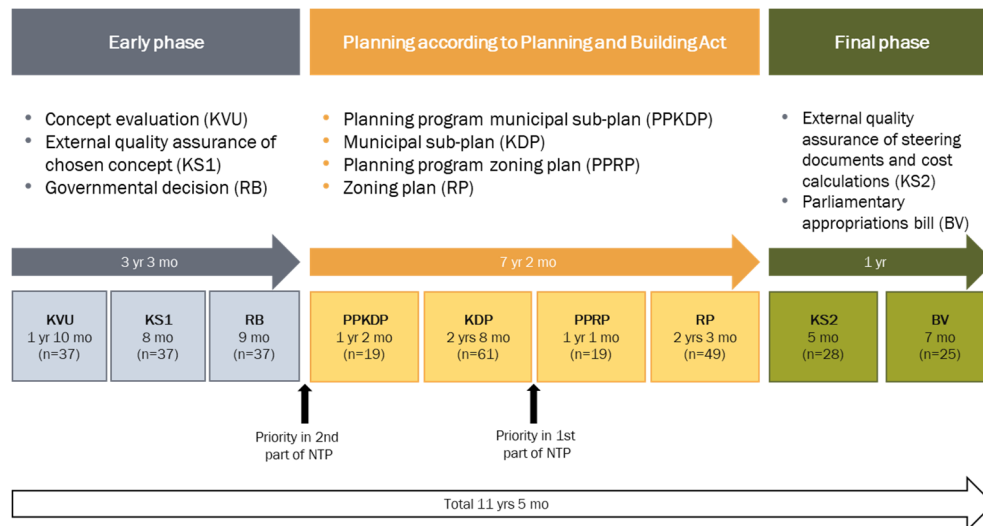 Early phase
Planning according to Planning and Building Act
Final phase
• Concept evaluation (KVU)
• External quality assurance of
chosen concept (KS1)
• Governmental decision (RB)
• Planning program municipal sub-plan (PPKDP)
• Municipal sub-plan (KDP)
• Planning program zoning plan (PPRP)
• Zoning plan (RP)
• External quality
assurance of steering
documents and cost
calculations (KS2)
• Parliamentary
appropriations bill (BV)
3 yr 3 mo
7 yr 2 mo
1 yr
KVU
1 yr 10 mo
(n=37)
KS1
8 mo
(n=37)
RB
9 mo
(n=37)
PPKDP
1 yr 2 mo
(n=19)
KDP
2 yrs 8 mo
(n=61)
PPRP
1 yr 1 mo
(n=19)
RP
2 yrs 3 mo
(n=49)
KS2
5 mo
(n=28)
BV
7 mo
(n=25)
Priority in 2nd
part of NTP
Priority in 1st
part of NTP
Total 11 yrs 5 mo